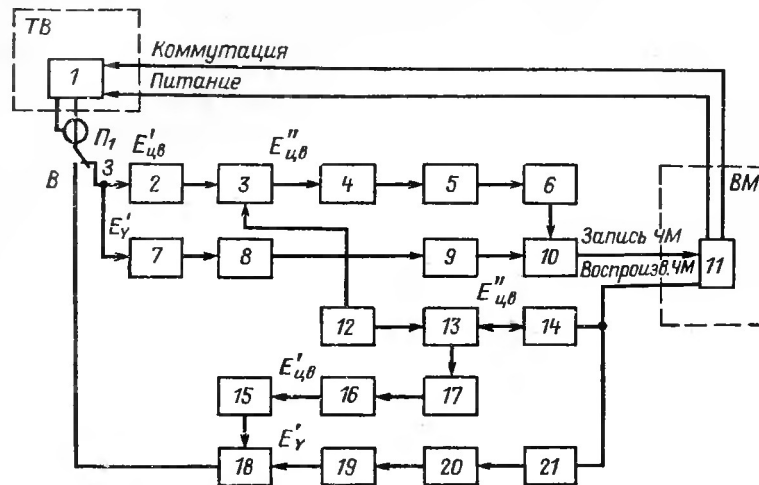 ТВ
Коммутация
1
Питание
П₁
E'цв
E''цв
В
З
2
3
4
5
6
ВМ
E'Y
7
8
9
10
Запись ЧМ
Воспроизв. ЧМ
11
E''цв
12
13
14
E'цв
15
16
17
E'Y
18
19
20
21